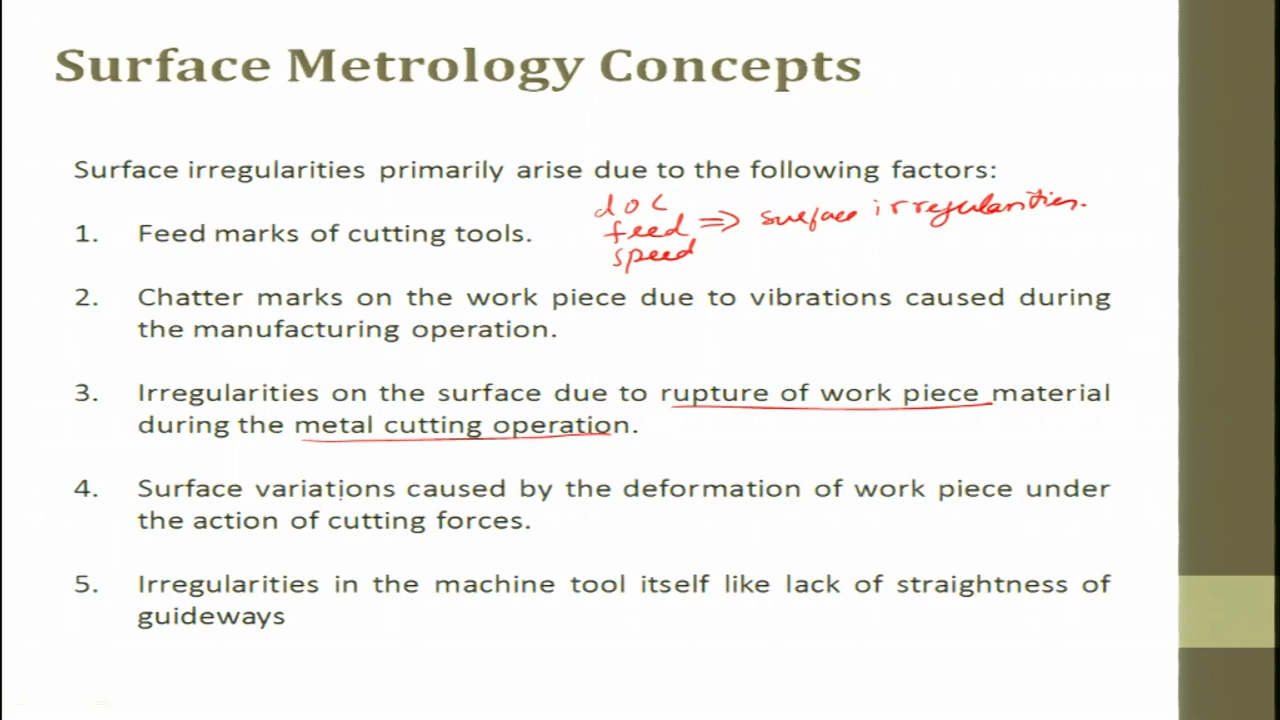 Surface Metrology Concepts
Surface irregularities primarily arise due to the following factors:
doc
feed ⇒ surface irregularities.
speed
1. Feed marks of cutting tools.
2. Chatter marks on the work piece due to vibrations caused during
the manufacturing operation.
3. Irregularities on the surface due to rupture of work piece material
during the metal cutting operation.
4. Surface variations caused by the deformation of work piece under
the action of cutting forces.
5. Irregularities in the machine tool itself like lack of straightness of
guideways